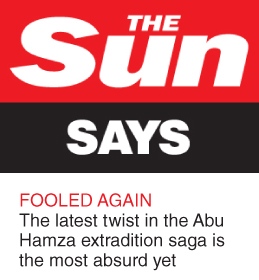 THE
Sun
SAYS
FOOLED AGAIN
The latest twist in the Abu
Hamza extradition saga is
the most absurd yet